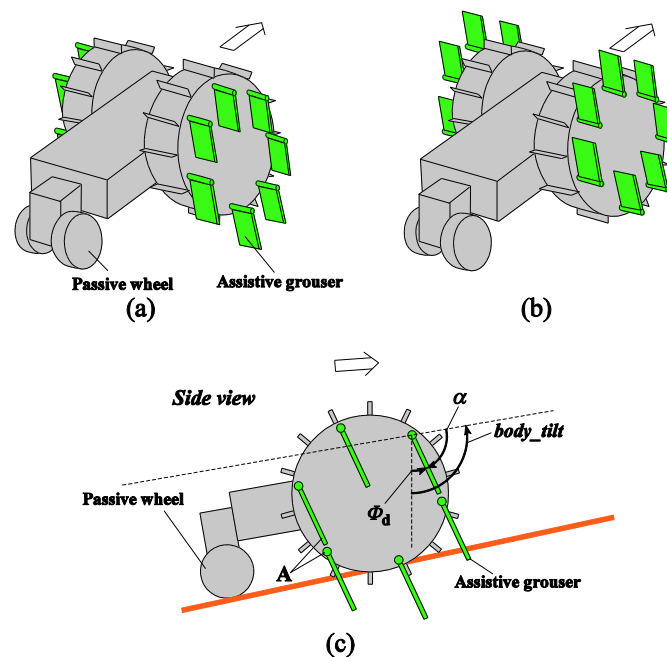 Passive wheel
Assistive grouser
(a)
(b)
Side view
α
body_tilt
Passive wheel
Φd
A
Assistive grouser
(c)